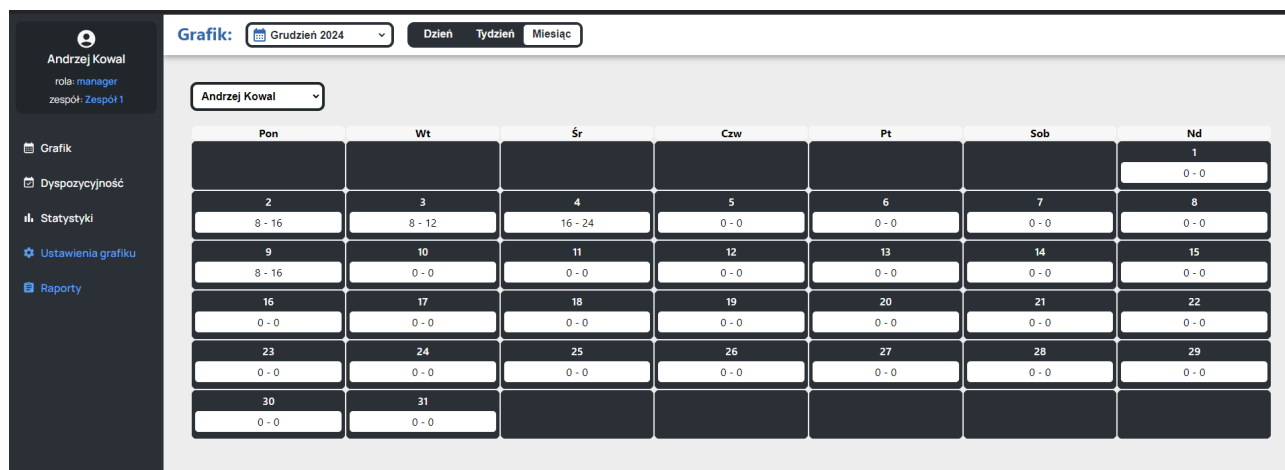 Andrzej Kowal
rola: manager
zespół: Zespół 1
Grafik
Dyspozycyjność
Statystyki
Ustawienia grafiku
Raporty
Grafik: Grudzień 2024 Dzień Tydzień Miesiąc
Andrzej Kowal
Pon Wt Śr Czw Pt Sob Nd
1
0 - 0
2 3 4 5 6 7 8
8 - 16 8 - 12 16 - 24 0 - 0 0 - 0 0 - 0 0 - 0
9 10 11 12 13 14 15
8 - 16 0 - 0 0 - 0 0 - 0 0 - 0 0 - 0 0 - 0
16 17 18 19 20 21 22
0 - 0 0 - 0 0 - 0 0 - 0 0 - 0 0 - 0 0 - 0
23 24 25 26 27 28 29
0 - 0 0 - 0 0 - 0 0 - 0 0 - 0 0 - 0 0 - 0
30 31
0 - 0 0 - 0